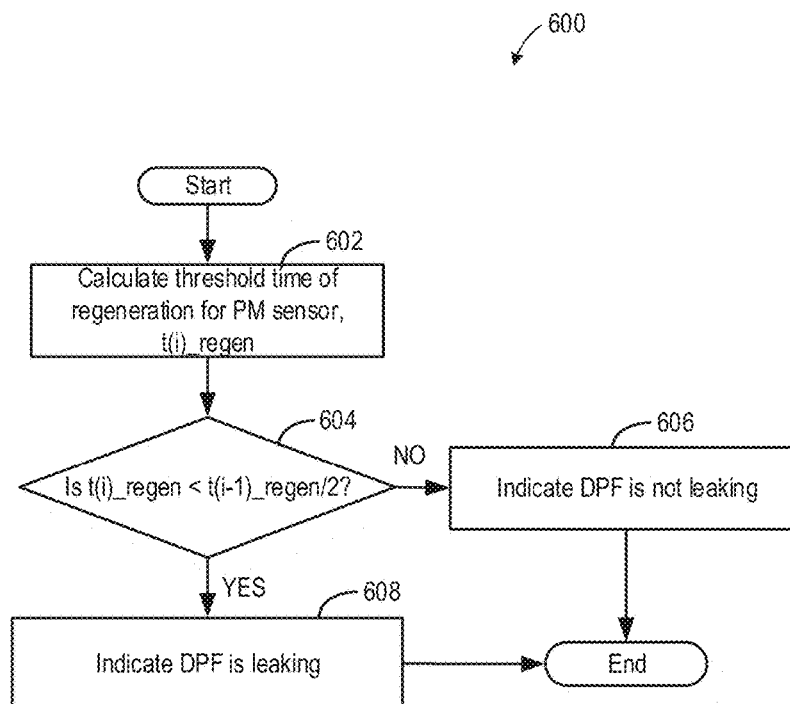 600
Start
602
Calculate threshold time of
regeneration for PM sensor,
t(i)_regen
604
Is t(i)_regen < t(i-1)_regen/2?
NO
606
Indicate DPF is not leaking
YES
608
Indicate DPF is leaking
End